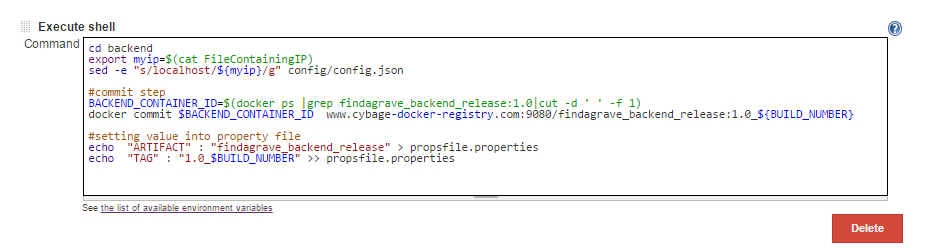 Execute shell
Command
cd backend
export myip=$(cat FileContainingIP)
sed -e "s/localhost/${myip}/g" config/config.json
#commit step
BACKEND_CONTAINER_ID=$(docker ps |grep findagrave_backend_release:1.0|cut -d ' ' -f 1)
docker commit $BACKEND_CONTAINER_ID  www.cybage-docker-registry.com:9080/findagrave_backend_release:1.0_${BUILD_NUMBER}
#setting value into property file
echo  "ARTIFACT" : "findagrave_backend_release" > propsfile.properties
echo  "TAG" : "1.0_$BUILD_NUMBER" >> propsfile.properties
See the list of available environment variables
Delete